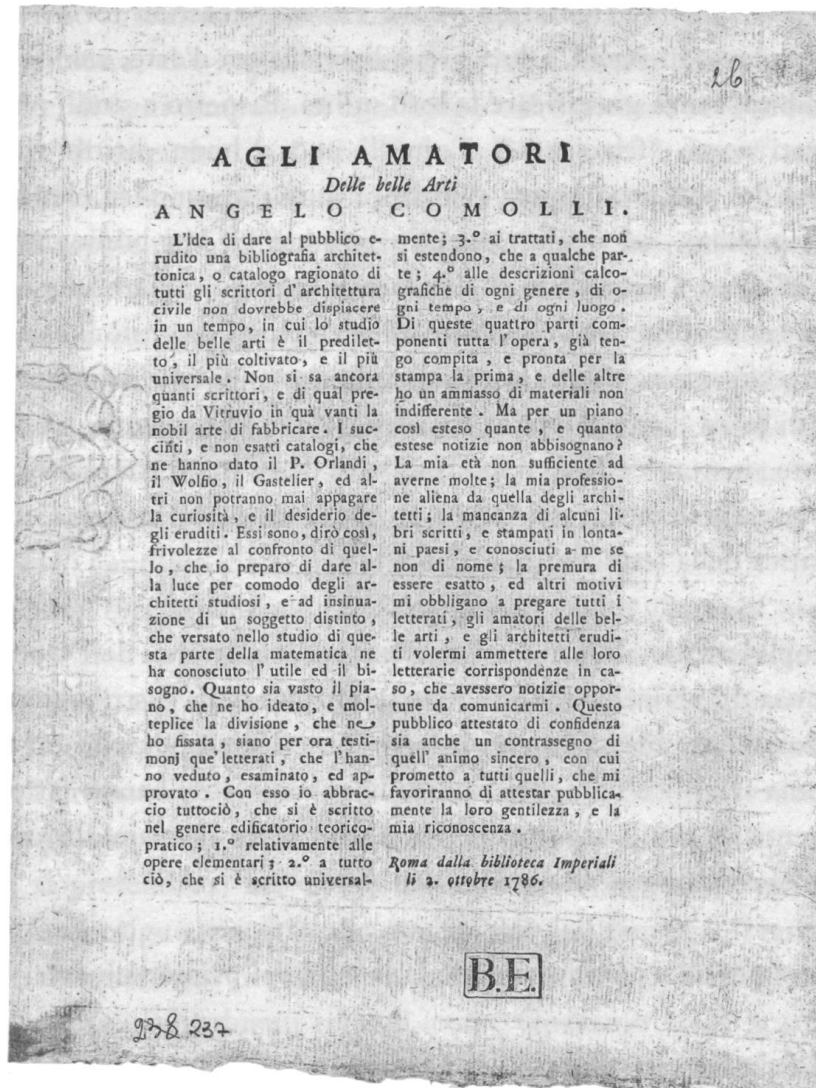 26
AGLI AMATORI
Delle belle Arti
ANGELO COMOLLI.
L'idea di dare al pubblico e-
rudito una bibliografia architet-
tonica, o catalogo ragionato di
tutti gli scrittori d'architettura
civile non dovrebbe dispiacere
in un tempo, in cui lo studio
delle belle arti è il predilet-
to, il più coltivato, e il più
universale. Non si sa ancora
quanti scrittori, e di qual pre-
gio da Vitruvio in quà vanti la
nobil arte di fabbricare. I suc-
cinti, e non esatti catalogi, che
ne hanno dato il P. Orlandi,
il Wolfio, il Gastelier, ed al-
tri non potranno mai appagare
la curiosità, e il desiderio de-
gli eruditi. Essi sono, dirò così,
frivolezze al confronto di quel-
lo, che io preparo di dare al-
la luce per comodo degli ar-
chitetti studiosi, e ad insinua-
zione di un soggetto distinto,
che versato nello studio di que-
sta parte della matematica ne
ha conosciuto l'utile ed il bi-
sogno. Quanto sia vasto il pia-
no, che ne ho ideato, e mol-
teplice la divisione, che ne
ho fissata, siano per ora testi-
monj que' letterati, che l'han-
no veduto, esaminato, ed ap-
provato. Con esso io abbrac-
cio tuttociò, che si è scritto
nel genere edificatorio teorico-
pratico; 1.° relativamente alle
opere elementari; 2.° a tutto
ciò, che si è scritto universal-
mente; 3.° ai trattati, che non
si estendono, che a qualche par-
te; 4.° alle descrizioni calco-
grafiche di ogni genere, di o-
gni tempo, e di ogni luogo.
Di queste quattro parti com-
ponenti tutta l'opera, già ten-
go compita, e pronta per la
stampa la prima, e delle altre
ho un ammasso di materiali non
indifferente. Ma per un piano
così esteso quante, e quanto
estese notizie non abbisognano?
La mia età non sufficiente ad
averne molte; la mia professio-
ne aliena da quella degli archi-
tetti; la mancanza di alcuni li-
bri scritti, e stampati in lonta-
ni paesi, e conosciuti a me se
non di nome; la premura di
essere esatto, ed altri motivi
mi obbligano a pregare tutti i
letterati, gli amatori delle bel-
le arti, e gli architetti erudi-
ti volermi ammettere alle loro
letterarie corrispondenze in ca-
so, che avessero notizie oppor-
tune da comunicarmi. Questo
pubblico attestato di confidenza
sia anche un contrassegno di
quell' animo sincero, con cui
prometto a tutti quelli, che mi
favoriranno di attestar pubblica-
mente la loro gentilezza, e la
mia riconoscenza.
Roma dalla biblioteca Imperiali
li 2. ottobre 1786.
B.E.
238 237